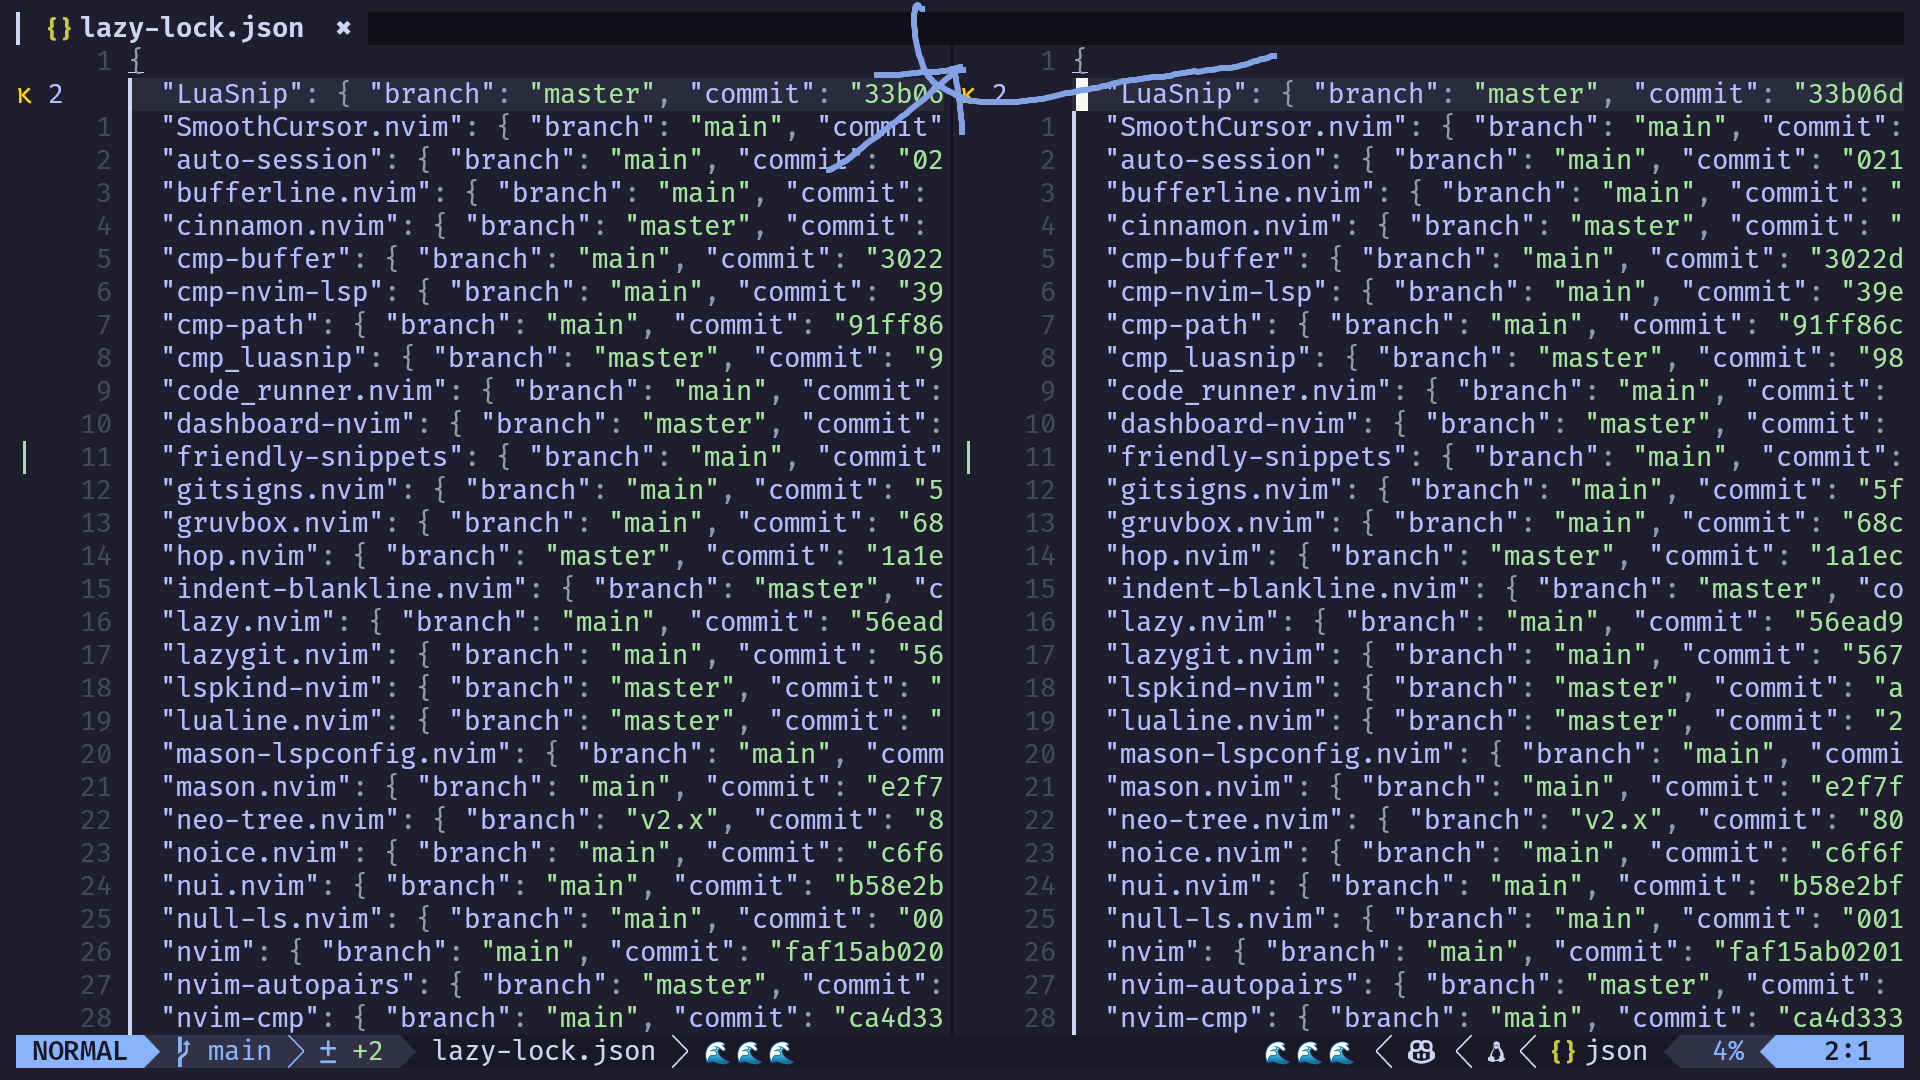 {} lazy-lock.json ✖
1 {
κ 2 "LuaSnip": { "branch": "master", "commit": "33b06
1 "SmoothCursor.nvim": { "branch": "main", "commit"
2 "auto-session": { "branch": "main", "commit": "02
3 "bufferline.nvim": { "branch": "main", "commit":
4 "cinnamon.nvim": { "branch": "master", "commit":
5 "cmp-buffer": { "branch": "main", "commit": "3022
6 "cmp-nvim-lsp": { "branch": "main", "commit": "39
7 "cmp-path": { "branch": "main", "commit": "91ff86
8 "cmp_luasnip": { "branch": "master", "commit": "9
9 "code_runner.nvim": { "branch": "main", "commit":
10 "dashboard-nvim": { "branch": "master", "commit":
11 "friendly-snippets": { "branch": "main", "commit"
12 "gitsigns.nvim": { "branch": "main", "commit": "5
13 "gruvbox.nvim": { "branch": "main", "commit": "68
14 "hop.nvim": { "branch": "master", "commit": "1a1e
15 "indent-blankline.nvim": { "branch": "master", "c
16 "lazy.nvim": { "branch": "main", "commit": "56ead
17 "lazygit.nvim": { "branch": "main", "commit": "56
18 "lspkind-nvim": { "branch": "master", "commit": "
19 "lualine.nvim": { "branch": "master", "commit": "
20 "mason-lspconfig.nvim": { "branch": "main", "comm
21 "mason.nvim": { "branch": "main", "commit": "e2f7
22 "neo-tree.nvim": { "branch": "v2.x", "commit": "8
23 "noice.nvim": { "branch": "main", "commit": "c6f6
24 "nui.nvim": { "branch": "main", "commit": "b58e2b
25 "null-ls.nvim": { "branch": "main", "commit": "00
26 "nvim": { "branch": "main", "commit": "faf15ab020
27 "nvim-autopairs": { "branch": "master", "commit":
28 "nvim-cmp": { "branch": "main", "commit": "ca4d33
1 {
κ 2 "LuaSnip": { "branch": "master", "commit": "33b06d
1 "SmoothCursor.nvim": { "branch": "main", "commit":
2 "auto-session": { "branch": "main", "commit": "021
3 "bufferline.nvim": { "branch": "main", "commit": "
4 "cinnamon.nvim": { "branch": "master", "commit": "
5 "cmp-buffer": { "branch": "main", "commit": "3022d
6 "cmp-nvim-lsp": { "branch": "main", "commit": "39e
7 "cmp-path": { "branch": "main", "commit": "91ff86c
8 "cmp_luasnip": { "branch": "master", "commit": "98
9 "code_runner.nvim": { "branch": "main", "commit":
10 "dashboard-nvim": { "branch": "master", "commit":
11 "friendly-snippets": { "branch": "main", "commit":
12 "gitsigns.nvim": { "branch": "main", "commit": "5f
13 "gruvbox.nvim": { "branch": "main", "commit": "68c
14 "hop.nvim": { "branch": "master", "commit": "1a1ec
15 "indent-blankline.nvim": { "branch": "master", "co
16 "lazy.nvim": { "branch": "main", "commit": "56ead9
17 "lazygit.nvim": { "branch": "main", "commit": "567
18 "lspkind-nvim": { "branch": "master", "commit": "a
19 "lualine.nvim": { "branch": "master", "commit": "2
20 "mason-lspconfig.nvim": { "branch": "main", "commi
21 "mason.nvim": { "branch": "main", "commit": "e2f7f
22 "neo-tree.nvim": { "branch": "v2.x", "commit": "80
23 "noice.nvim": { "branch": "main", "commit": "c6f6f
24 "nui.nvim": { "branch": "main", "commit": "b58e2bf
25 "null-ls.nvim": { "branch": "main", "commit": "001
26 "nvim": { "branch": "main", "commit": "faf15ab0201
27 "nvim-autopairs": { "branch": "master", "commit":
28 "nvim-cmp": { "branch": "main", "commit": "ca4d333
NORMAL main ± +2 lazy-lock.json 🌊 🌊 🌊 🌊 🌊 🌊 {} json 4% 2:1